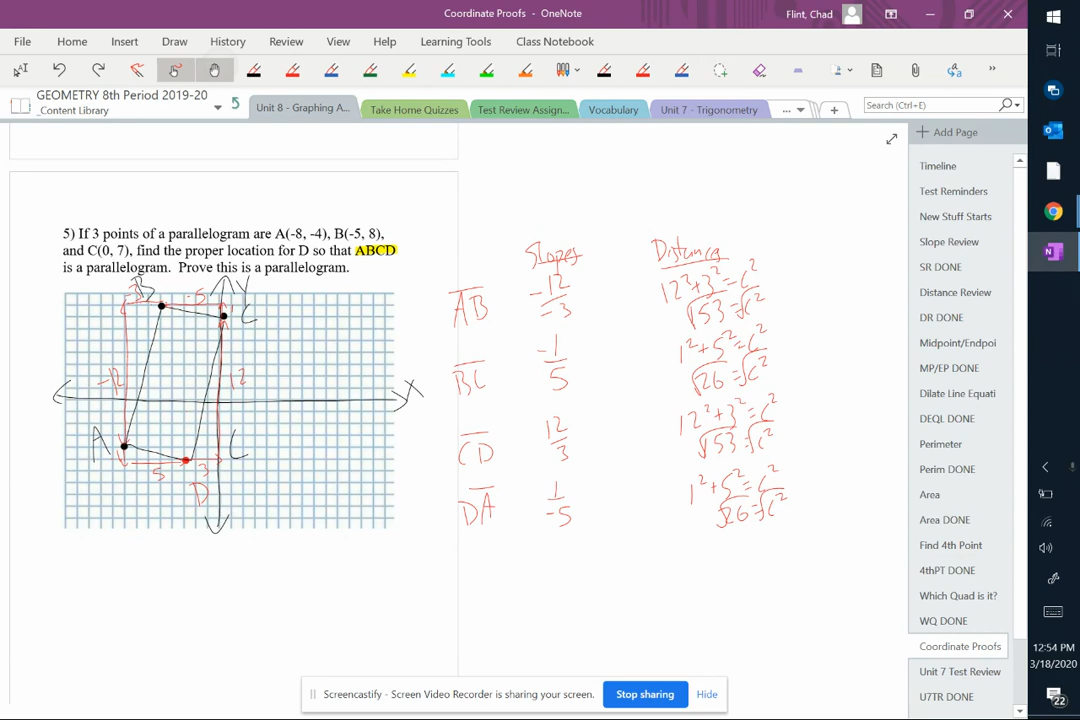 Coordinate Proofs - OneNote
Flint, Chad
File Home Insert Draw History Review View Help Learning Tools Class Notebook
GEOMETRY 8th Period 2019-20
_Content Library
Unit 8 - Graphing A...
Take Home Quizzes
Test Review Assign...
Vocabulary
Unit 7 - Trigonometry
...
Search (Ctrl+E)
Add Page
Timeline
Test Reminders
New Stuff Starts
Slope Review
SR DONE
Distance Review
DR DONE
Midpoint/Endpoi
MP/EP DONE
Dilate Line Equati
DEQL DONE
Perimeter
Perim DONE
Area
Area DONE
Find 4th Point
4thPT DONE
Which Quad is it?
WQ DONE
Coordinate Proofs
Unit 7 Test Review
U7TR DONE
5) If 3 points of a parallelogram are A(-8, -4), B(-5, 8),
and C(0, 7), find the proper location for D so that ABCD
is a parallelogram. Prove this is a parallelogram.
B
-3
-5
Y
C
-12
12
X
A
C
5
3
D
Slopes Distances
AB -12/-3 12²+3²=c²
√153=√c²
BC -1/5 1²+5²=c²
√26=√c²
CD 12/3 12²+3²=c²
√153=√c²
DA 1/-5 1²+5²=c²
√26=√c²
Screencastify - Screen Video Recorder is sharing your screen.
Stop sharing
Hide
12:54 PM
3/18/2020
22